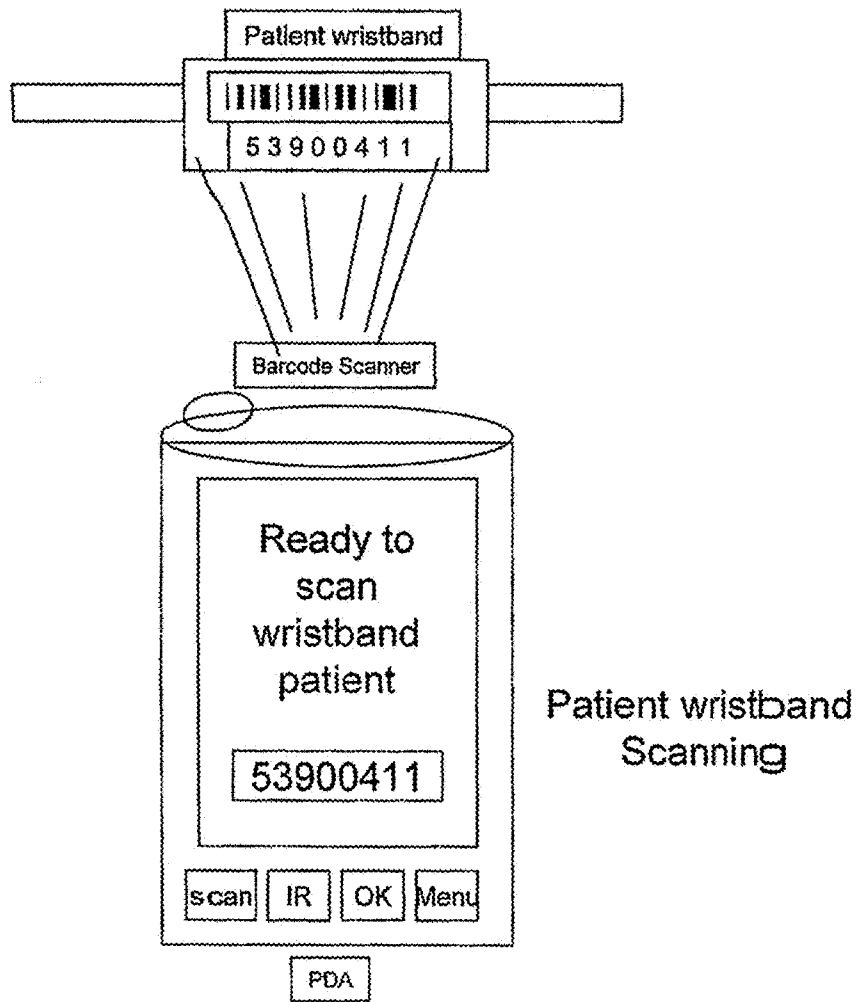 Patient wristband
53900411
Barcode Scanner
Ready to
scan
wristband
patient
53900411
Patient wristband
Scanning
scan IR OK Menu
PDA